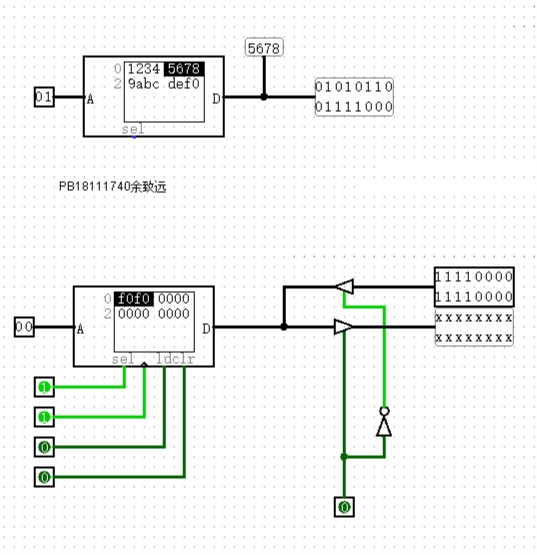 5678
0 1234 5678
2 9abc def0
01 A D
01010110
01111000
sel
PB18111740余致远
0 f0f0 0000
2 0000 0000
00 A D
11110000
11110000
xxxxxxxx
xxxxxxxx
sel ldclr
1
1
0
0
0